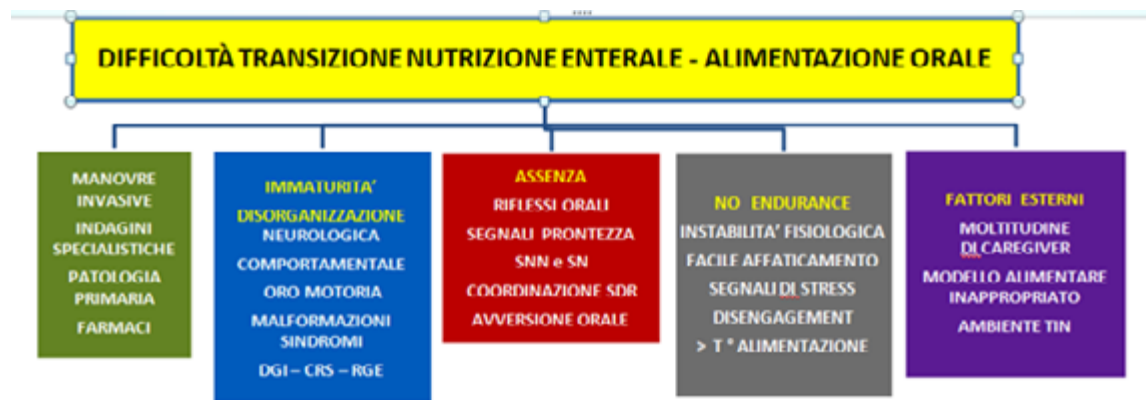 DIFFICOLTÀ TRANSIZIONE NUTRIZIONE ENTERALE - ALIMENTAZIONE ORALE
MANOVRE
INVASIVE
INDAGINI
SPECIALISTICHE
PATOLOGIA
PRIMARIA
FARMACI
IMMATURITA'
DISORGANIZZAZIONE
NEUROLOGICA
COMPORTAMENTALE
ORO MOTORIA
MALFORMAZIONI
SINDROMI
DGI – CRS – RGE
ASSENZA
RIFLESSI ORALI
SEGNALI PRONTEZZA
SNN e SN
COORDINAZIONE SDR
AVVERSIONE ORALE
NO ENDURANCE
INSTABILITA' FISIOLOGICA
FACILE AFFATICAMENTO
SEGNALI DI STRESS
DISENGAGEMENT
> T° ALIMENTAZIONE
FATTORI ESTERNI
MOLTITUDINE
DI CAREGIVER
MODELLO ALIMENTARE
INAPPROPRIATO
AMBIENTE TIN